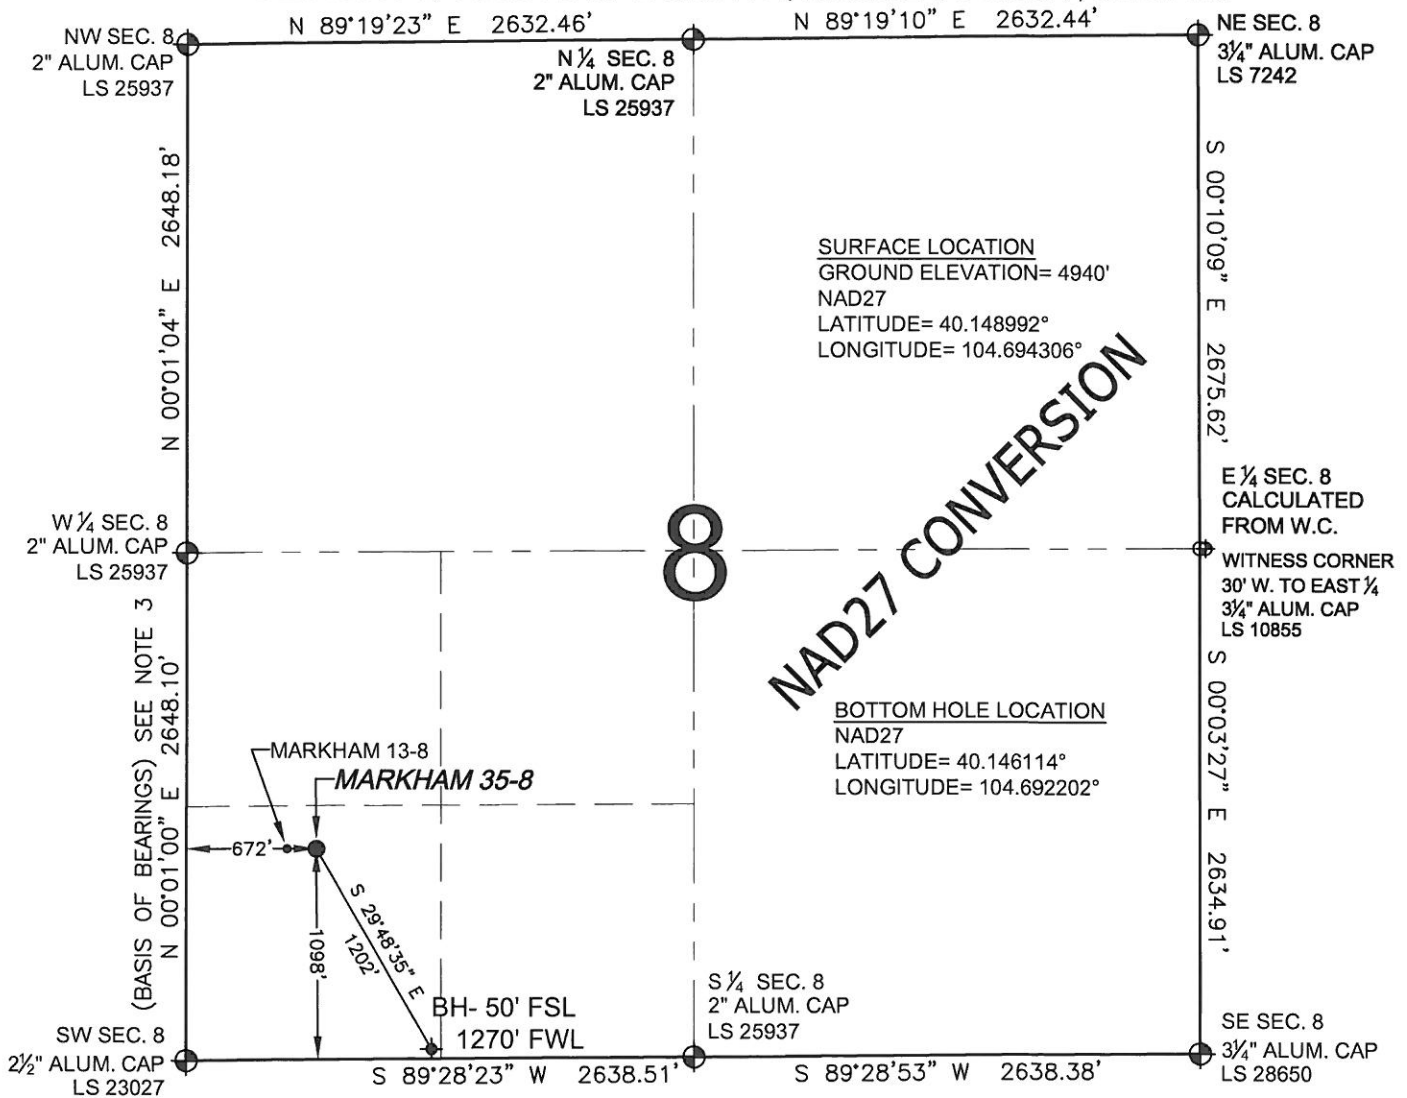 N 89°19'23" E 2632.46'
N 89°19'10" E 2632.44'
NW SEC. 8
2" ALUM. CAP
LS 25937
N ¼ SEC. 8
2" ALUM. CAP
LS 25937
NE SEC. 8
3¼" ALUM. CAP
LS 7242
N 00°01'04" E 2648.18'
S 00°10'09" E 2675.62'
SURFACE LOCATION
GROUND ELEVATION= 4940'
NAD27
LATITUDE= 40.148992°
LONGITUDE= 104.694306°
NAD27 CONVERSION
W ¼ SEC. 8
2" ALUM. CAP
LS 25937
8
E ¼ SEC. 8
CALCULATED
FROM W.C.
WITNESS CORNER
30' W. TO EAST ¼
3¼" ALUM. CAP
LS 10855
(BASIS OF BEARINGS) SEE NOTE 3
N 00°01'00" E 2648.10'
S 00°03'27" E 2634.91'
BOTTOM HOLE LOCATION
NAD27
LATITUDE= 40.146114°
LONGITUDE= 104.692202°
MARKHAM 13-8
MARKHAM 35-8
672'
1098'
S 29°48'35" E
1202'
BH- 50' FSL
1270' FWL
S ¼ SEC. 8
2" ALUM. CAP
LS 25937
SW SEC. 8
2½" ALUM. CAP
LS 23027
S 89°28'23" W 2638.51'
S 89°28'53" W 2638.38'
SE SEC. 8
3¼" ALUM. CAP
LS 28650